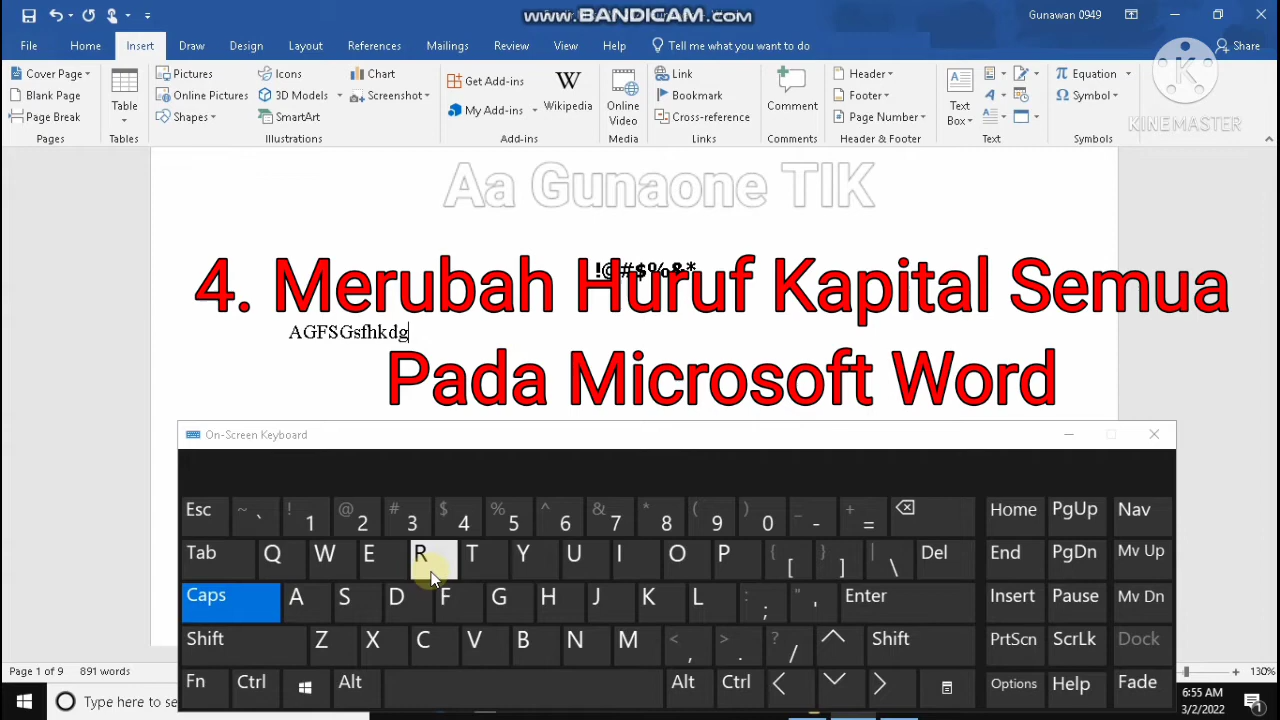 www.BANDICAM.com
Gunawan 0949
File Home Insert Draw Design Layout References Mailings Review View Help Tell me what you want to do Share
Cover Page Pictures Icons Chart Get Add-ins Link Header Equation
Blank Page Table Online Pictures 3D Models Screenshot My Add-ins Wikipedia Online Video Bookmark Comment Footer Text Box Symbol
Page Break Shapes SmartArt Cross-reference Page Number
Pages Tables Illustrations Add-ins Media Links Comments Header & Footer Text Symbols
K
KINEMASTER
Aa Gunaone TIK
!@#$%&*
4. Merubah Huruf Kapital Semua
AGFSGsfhkdg
Pada Microsoft Word
On-Screen Keyboard
Esc ~ ` ! 1 @ 2 # 3 $ 4 % 5 ^ 6 & 7 * 8 ( 9 ) 0 _ - + = Home PgUp Nav
Tab Q W E R T Y U I O P { [ } ] | \ Del End PgDn Mv Up
Caps A S D F G H J K L : ; " ' Enter Insert Pause Mv Dn
Shift Z X C V B N M < , > . ? / Shift PrtScn ScrLk Dock
Fn Ctrl Alt Alt Ctrl Options Help Fade
Page 1 of 9 891 words 130%
Type here to se
6:55 AM
3/2/2022
1